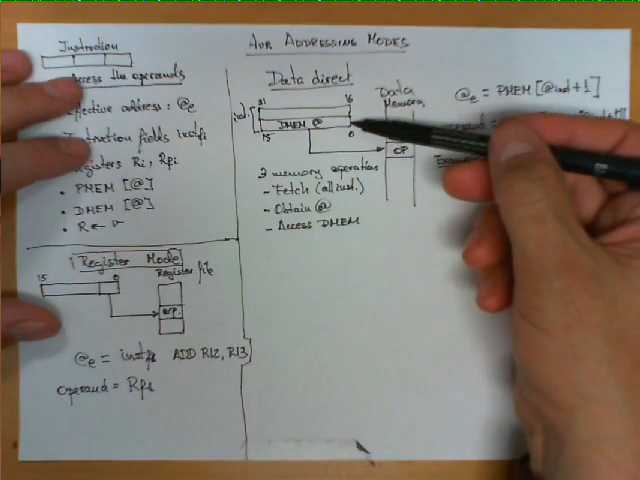 AVR ADDRESSING MODES
Instruction
Access the operands
address: @e
Instruction fields instfi
Registers Ri, Rpi
• PMEM [@]
• DMEM [@]
• R ←
Register Mode
Register file
15 0
OP.
@e = instfi ADD R12, R13
operand = Rfi
Data direct
31 16
inst.
DMEM @
15 0
Data
Memory
OP
3 memory operations
- Fetch (all inst.)
- Obtain @
- Access DMEM
@e = PMEM [@inst+1]